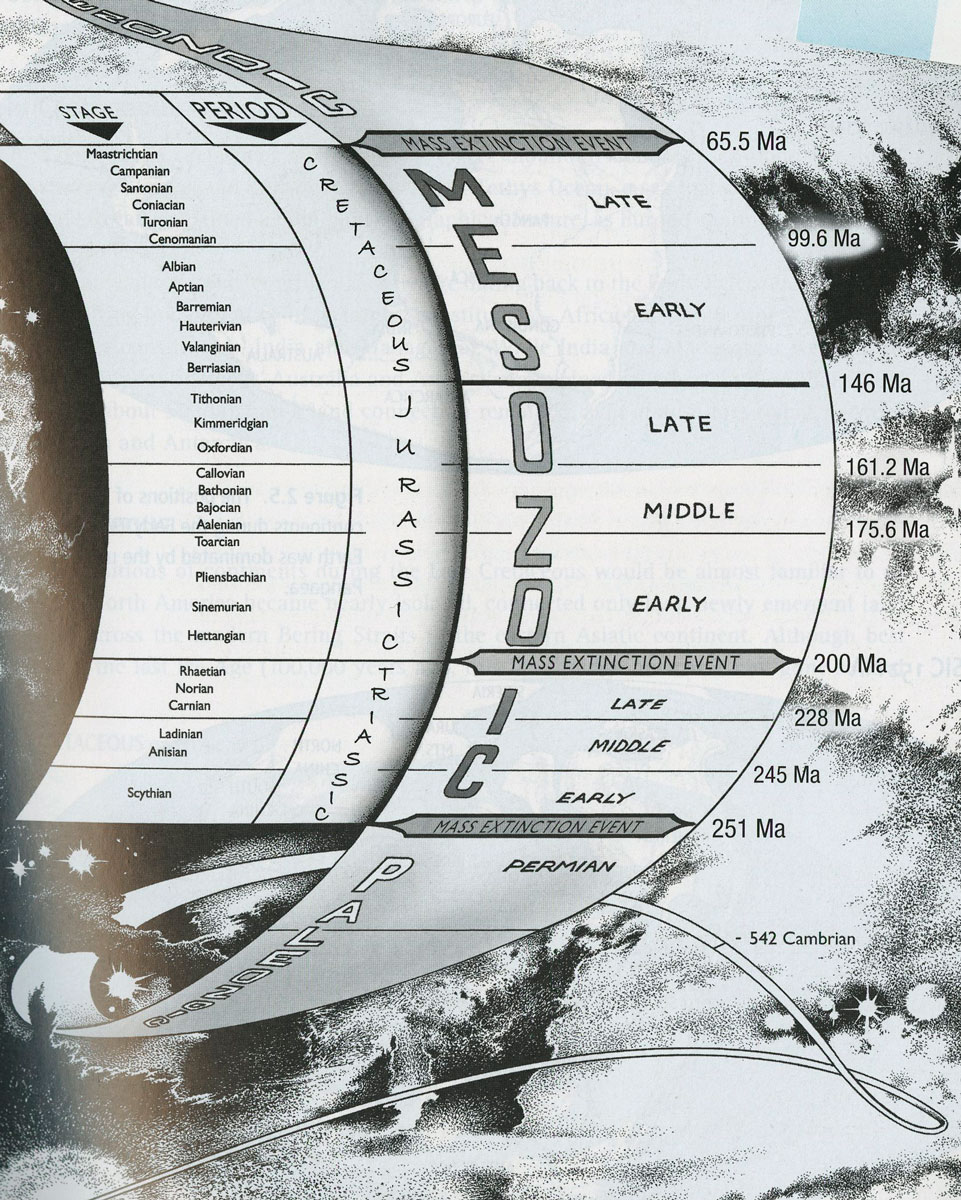 CENOZOIC
STAGE
PERIOD
MASS EXTINCTION EVENT
65.5 Ma
Maastrichtian
Campanian
Santonian
Coniacian
Turonian
Cenomanian
Albian
Aptian
Barremian
Hauterivian
Valanginian
Berriasian
Tithonian
Kimmeridgian
Oxfordian
Callovian
Bathonian
Bajocian
Aalenian
Toarcian
Pliensbachian
Sinemurian
Hettangian
Rhaetian
Norian
Carnian
Ladinian
Anisian
Scythian
CRETACEOUS
JURASSIC
TRIASSIC
MESOZOIC
LATE
99.6 Ma
EARLY
146 Ma
LATE
161.2 Ma
MIDDLE
175.6 Ma
EARLY
MASS EXTINCTION EVENT
200 Ma
LATE
228 Ma
MIDDLE
245 Ma
EARLY
MASS EXTINCTION EVENT
251 Ma
PALEOZOIC
PERMIAN
- 542 Cambrian